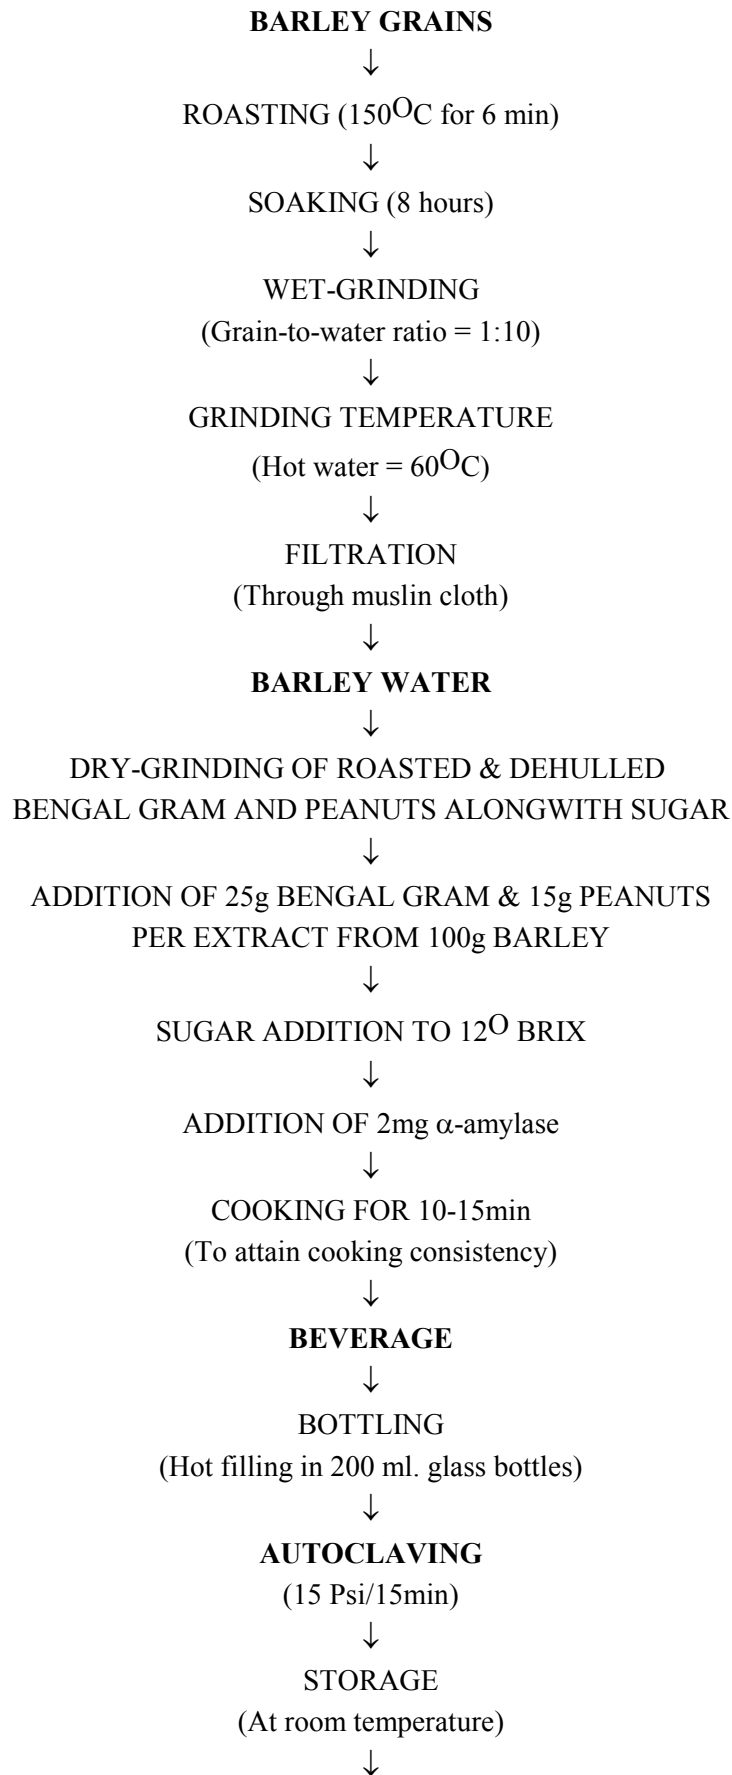 BARLEY GRAINS
↓
ROASTING (150OC for 6 min)
↓
SOAKING (8 hours)
↓
WET-GRINDING
(Grain-to-water ratio = 1:10)
↓
GRINDING TEMPERATURE
(Hot water = 60OC)
↓
FILTRATION
(Through muslin cloth)
↓
BARLEY WATER
↓
DRY-GRINDING OF ROASTED & DEHULLED
BENGAL GRAM AND PEANUTS ALONGWITH SUGAR
↓
ADDITION OF 25g BENGAL GRAM & 15g PEANUTS
PER EXTRACT FROM 100g BARLEY
↓
SUGAR ADDITION TO 12O BRIX
↓
ADDITION OF 2mg α-amylase
↓
COOKING FOR 10-15min
(To attain cooking consistency)
↓
BEVERAGE
↓
BOTTLING
(Hot filling in 200 ml. glass bottles)
↓
AUTOCLAVING
(15 Psi/15min)
↓
STORAGE
(At room temperature)
↓